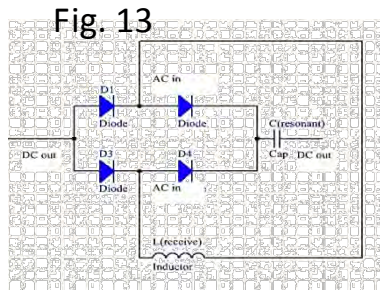 Fig. 13
AC in
D1
Diode
Diode
C(resonant)
DC out
D3
D4
Cap
DC out
Diode
AC in
L(receive)
Inductor